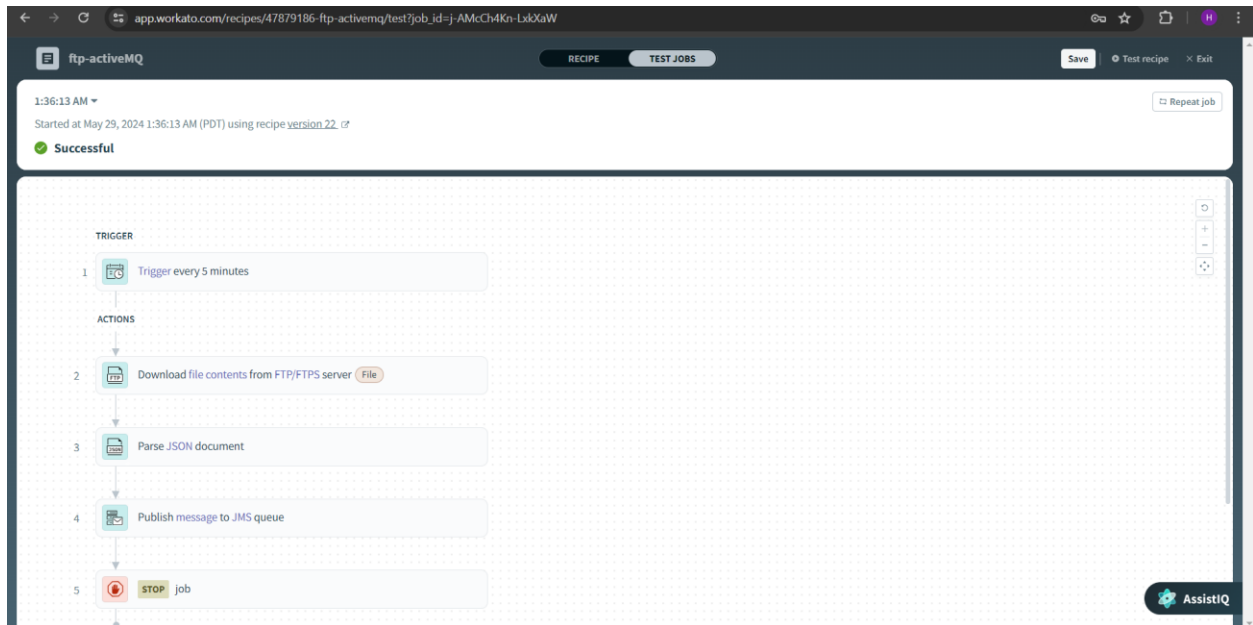 app.workato.com/recipes/47879186-ftp-activemq/test?job_id=j-AMcCh4Kn-LxkXaW
H
ftp-activeMQ
RECIPE
TEST JOBS
Save
Test recipe
Exit
1:36:13 AM
Repeat job
Started at May 29, 2024 1:36:13 AM (PDT) using recipe version 22
Successful
TRIGGER
1 Trigger every 5 minutes
ACTIONS
2 FTP Download file contents from FTP/FTPS server File
3 JSON Parse JSON document
4 Publish message to JMS queue
5 STOP job
AssistIQ